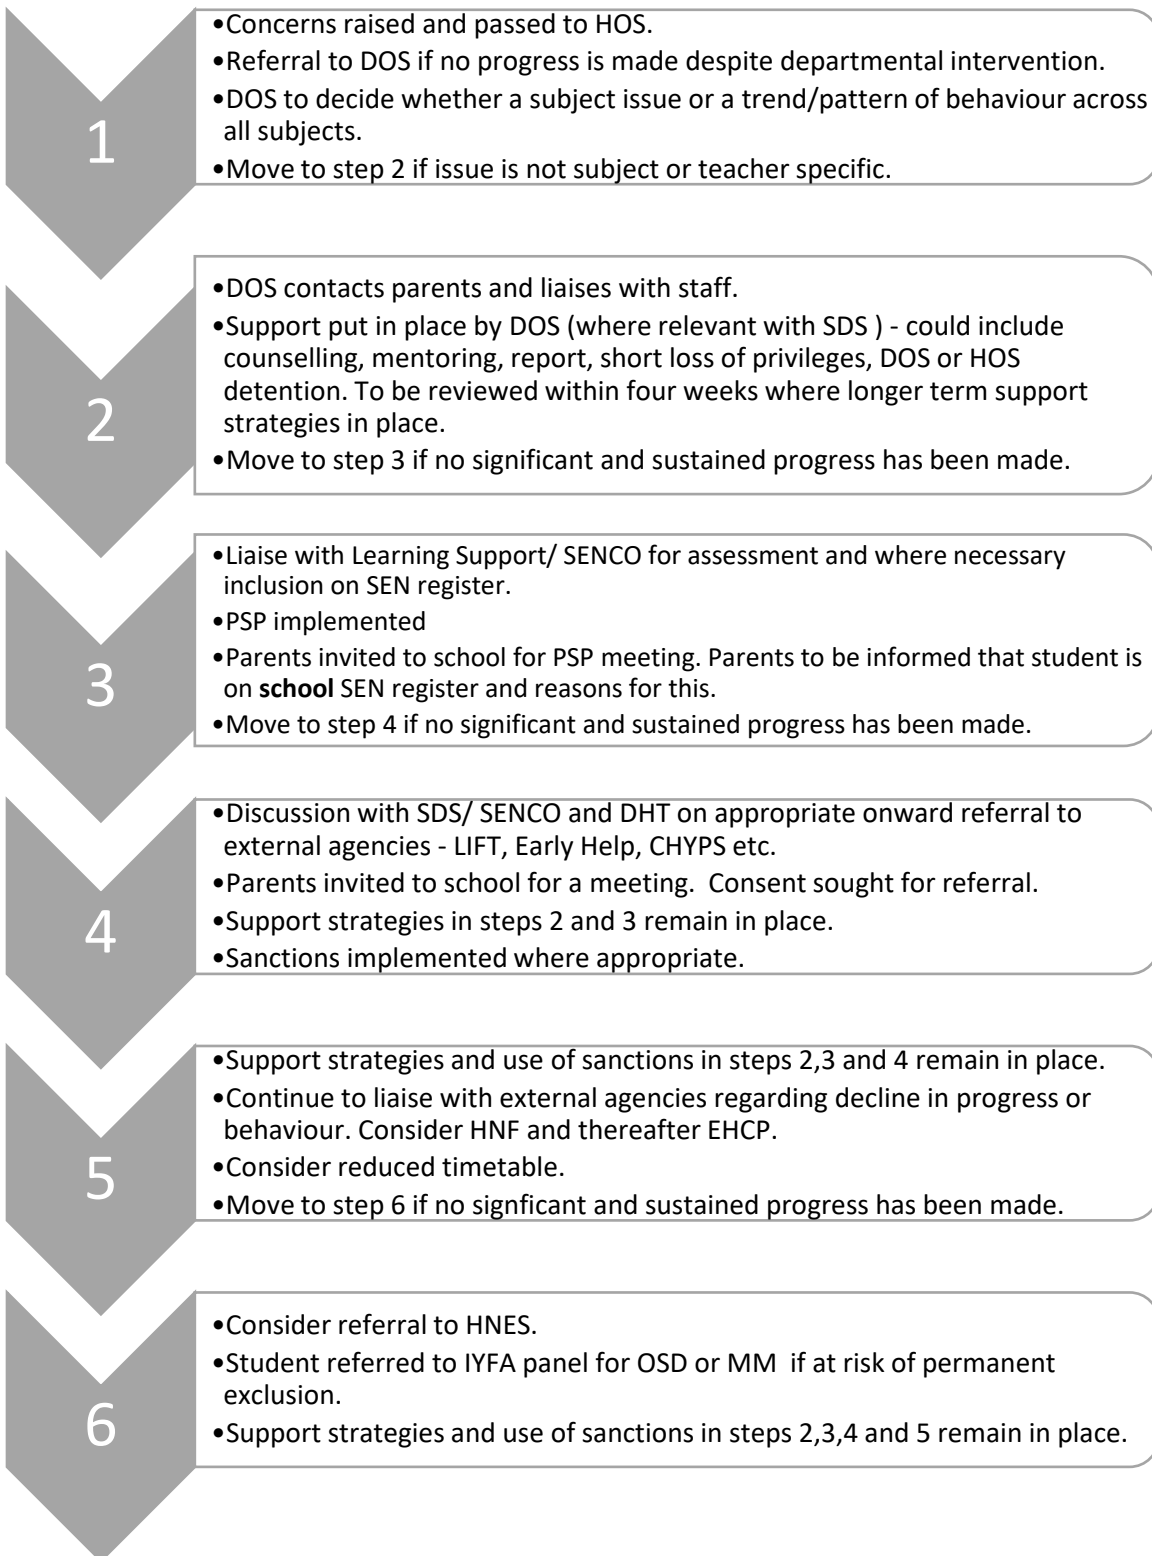 1
•Concerns raised and passed to HOS.
•Referral to DOS if no progress is made despite departmental intervention.
•DOS to decide whether a subject issue or a trend/pattern of behaviour across
all subjects.
•Move to step 2 if issue is not subject or teacher specific.
2
•DOS contacts parents and liaises with staff.
•Support put in place by DOS (where relevant with SDS ) - could include
counselling, mentoring, report, short loss of privileges, DOS or HOS
detention. To be reviewed within four weeks where longer term support
strategies in place.
•Move to step 3 if no significant and sustained progress has been made.
3
•Liaise with Learning Support/ SENCO for assessment and where necessary
inclusion on SEN register.
•PSP implemented
•Parents invited to school for PSP meeting. Parents to be informed that student is
on school SEN register and reasons for this.
•Move to step 4 if no significant and sustained progress has been made.
4
•Discussion with SDS/ SENCO and DHT on appropriate onward referral to
external agencies - LIFT, Early Help, CHYPS etc.
•Parents invited to school for a meeting.  Consent sought for referral.
•Support strategies in steps 2 and 3 remain in place.
•Sanctions implemented where appropriate.
5
•Support strategies and use of sanctions in steps 2,3 and 4 remain in place.
•Continue to liaise with external agencies regarding decline in progress or
behaviour. Consider HNF and thereafter EHCP.
•Consider reduced timetable.
•Move to step 6 if no signficant and sustained progress has been made.
6
•Consider referral to HNES.
•Student referred to IYFA panel for OSD or MM  if at risk of permanent
exclusion.
•Support strategies and use of sanctions in steps 2,3,4 and 5 remain in place.